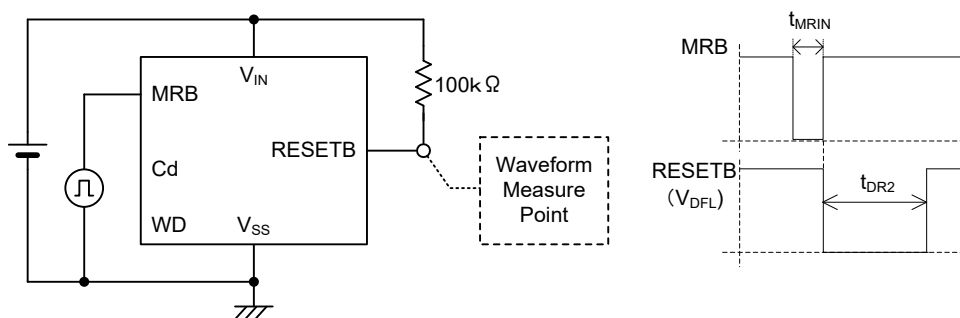 V_IN
MRB
100kΩ
RESETB
Cd
WD
V_SS
Waveform
Measure
Point
t_MRIN
MRB
RESETB
(V_DFL)
t_DR2